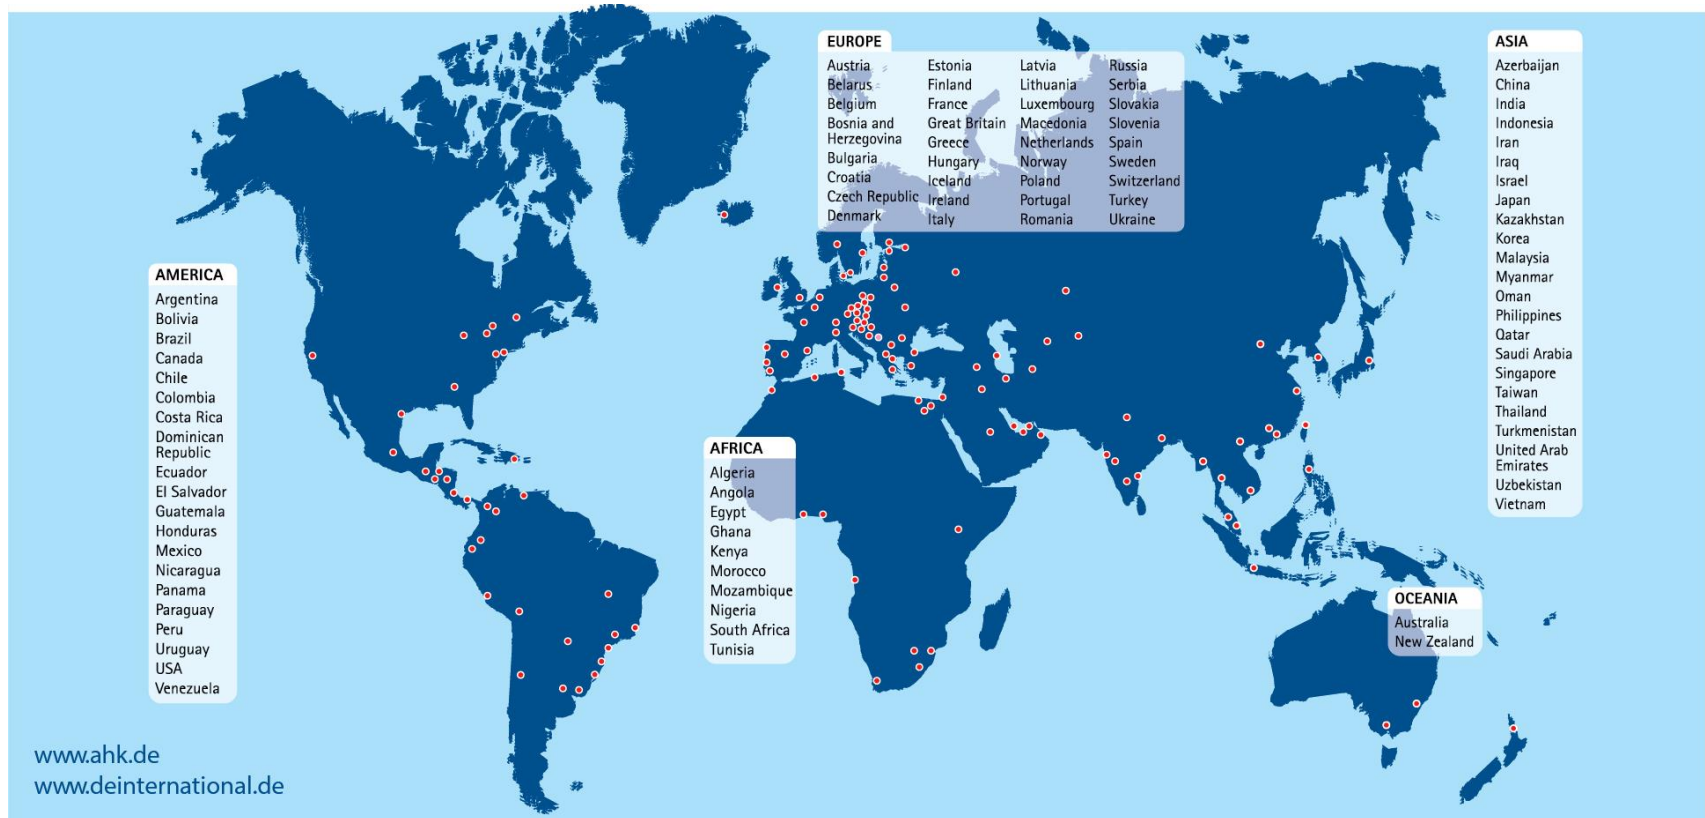 EUROPE
Austria
Belarus
Belgium
Bosnia and
Herzegovina
Bulgaria
Croatia
Czech Republic
Denmark
Estonia
Finland
France
Great Britain
Greece
Hungary
Iceland
Ireland
Italy
Latvia
Lithuania
Luxembourg
Macedonia
Netherlands
Norway
Poland
Portugal
Romania
Russia
Serbia
Slovakia
Slovenia
Spain
Sweden
Switzerland
Turkey
Ukraine
ASIA
Azerbaijan
China
India
Indonesia
Iran
Iraq
Israel
Japan
Kazakhstan
Korea
Malaysia
Myanmar
Oman
Philippines
Qatar
Saudi Arabia
Singapore
Taiwan
Thailand
Turkmenistan
United Arab
Emirates
Uzbekistan
Vietnam
AMERICA
Argentina
Bolivia
Brazil
Canada
Chile
Colombia
Costa Rica
Dominican
Republic
Ecuador
El Salvador
Guatemala
Honduras
Mexico
Nicaragua
Panama
Paraguay
Peru
Uruguay
USA
Venezuela
AFRICA
Algeria
Angola
Egypt
Ghana
Kenya
Morocco
Mozambique
Nigeria
South Africa
Tunisia
OCEANIA
Australia
New Zealand
www.ahk.de
www.deinternational.de